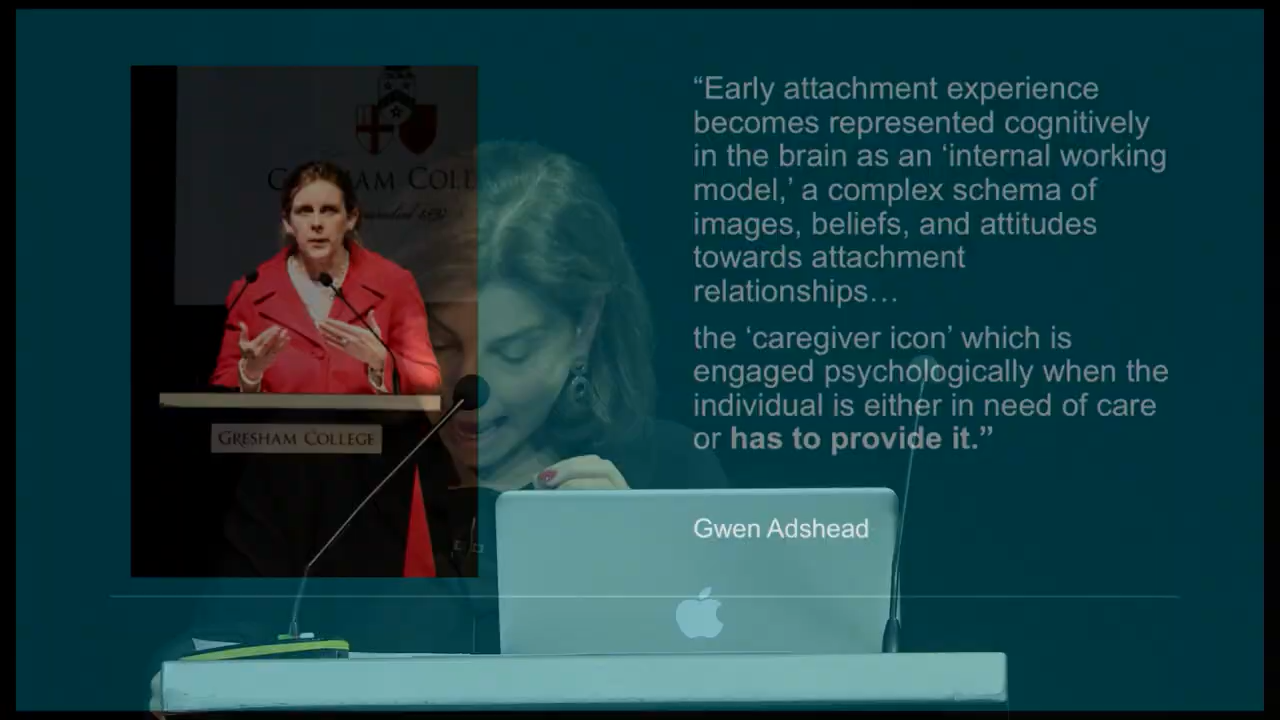 GRESHAM COLL
GRESHAM COLLEGE
“Early attachment experience
becomes represented cognitively
in the brain as an ‘internal working
model,’ a complex schema of
images, beliefs, and attitudes
towards attachment
relationships…
the ‘caregiver icon’ which is
engaged psychologically when the
individual is either in need of care
or has to provide it.”
Gwen Adshead